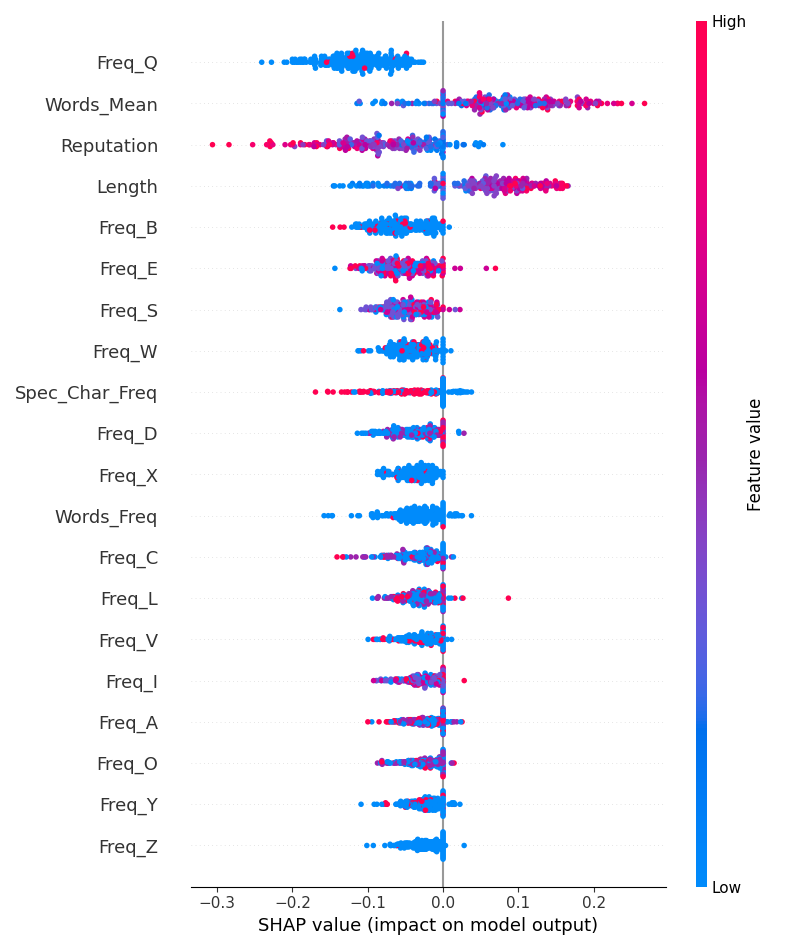 High
Freq_Q
Words_Mean
Reputation
Length
Freq_B
Freq_E
Freq_S
Freq_W
Spec_Char_Freq
Freq_D
Freq_X
Words_Freq
Freq_C
Freq_L
Freq_V
Freq_I
Freq_A
Freq_O
Freq_Y
Freq_Z
Feature value
Low
−0.3 −0.2 −0.1 0.0 0.1 0.2
SHAP value (impact on model output)